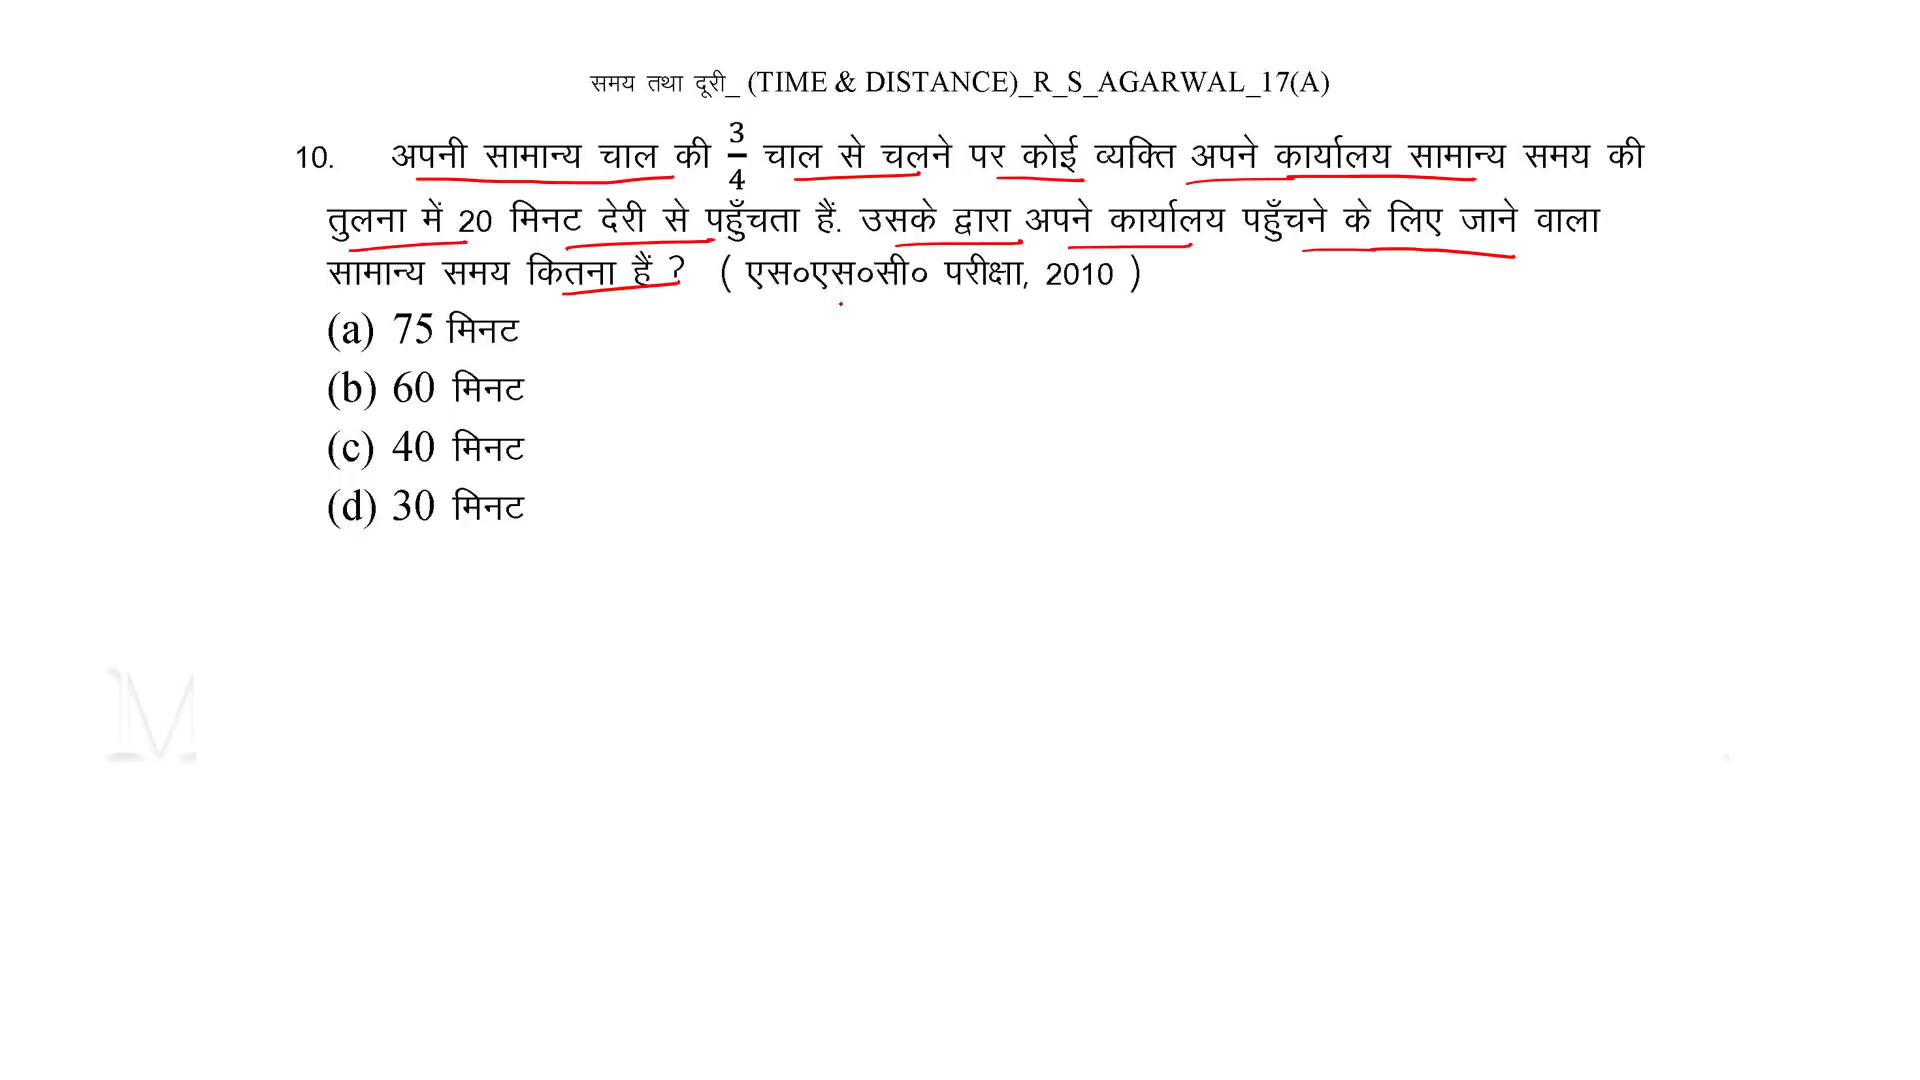 समय तथा दूरी_ (TIME & DISTANCE)_R_S_AGARWAL_17(A)
10. अपनी सामान्य चाल की 3/4 चाल से चलने पर कोई व्यक्ति अपने कार्यालय सामान्य समय की
तुलना में 20 मिनट देरी से पहुँचता हैं. उसके द्वारा अपने कार्यालय पहुँचने के लिए जाने वाला
सामान्य समय कितना हैं ? ( एस०एस०सी० परीक्षा, 2010 )
(a) 75 मिनट
(b) 60 मिनट
(c) 40 मिनट
(d) 30 मिनट
M